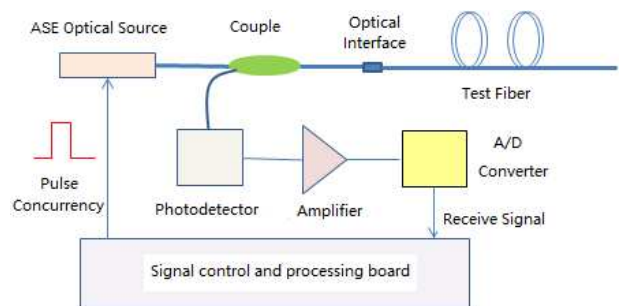 ASE Optical Source
Couple
Optical
Interface
Test Fiber
Pulse
Concurrency
Photodetector
Amplifier
A/D
Converter
Receive Signal
Signal control and processing board